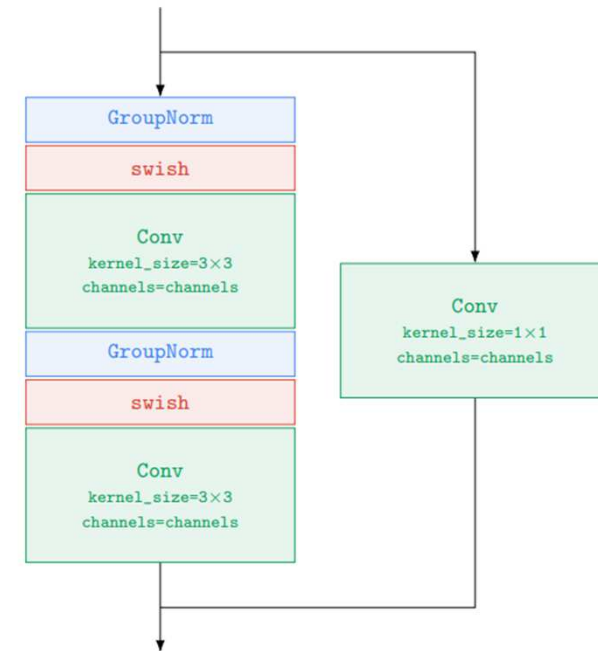 GroupNorm
swish
Conv
kernel_size=3×3
channels=channels
GroupNorm
swish
Conv
kernel_size=3×3
channels=channels
Conv
kernel_size=1×1
channels=channels